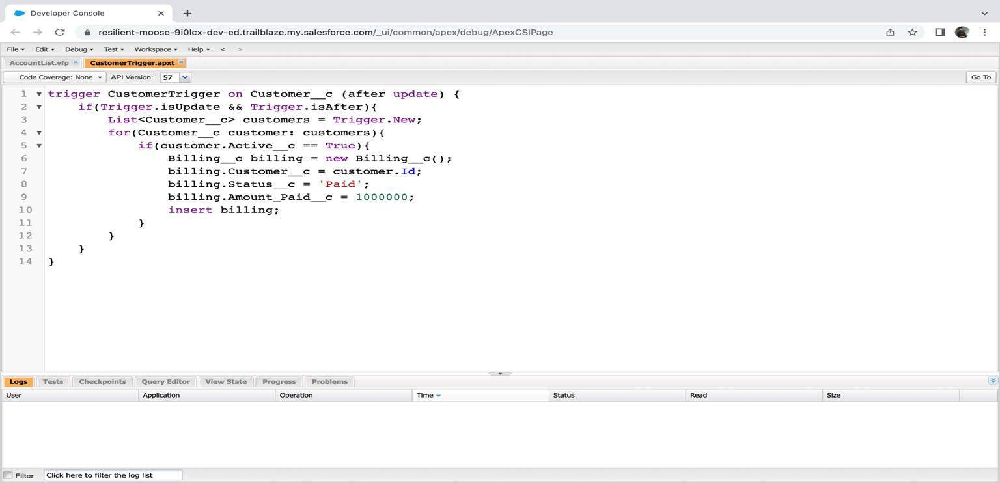 Developer Console
resilient-moose-9i0lcx-dev-ed.trailblaze.my.salesforce.com/_ui/common/apex/debug/ApexCSIPage
File Edit Debug Test Workspace Help < >
AccountList.vfp CustomerTrigger.apxt
Code Coverage: None API Version: 57 Go To
1 trigger CustomerTrigger on Customer__c (after update) {
2 if(Trigger.isUpdate && Trigger.isAfter){
3 List<Customer__c> customers = Trigger.New;
4 for(Customer__c customer: customers){
5 if(customer.Active__c == True){
6 Billing__c billing = new Billing__c();
7 billing.Customer__c = customer.Id;
8 billing.Status__c = 'Paid';
9 billing.Amount_Paid__c = 1000000;
10 insert billing;
11 }
12 }
13 }
14 }
Logs Tests Checkpoints Query Editor View State Progress Problems
User Application Operation Time Status Read Size
Filter Click here to filter the log list